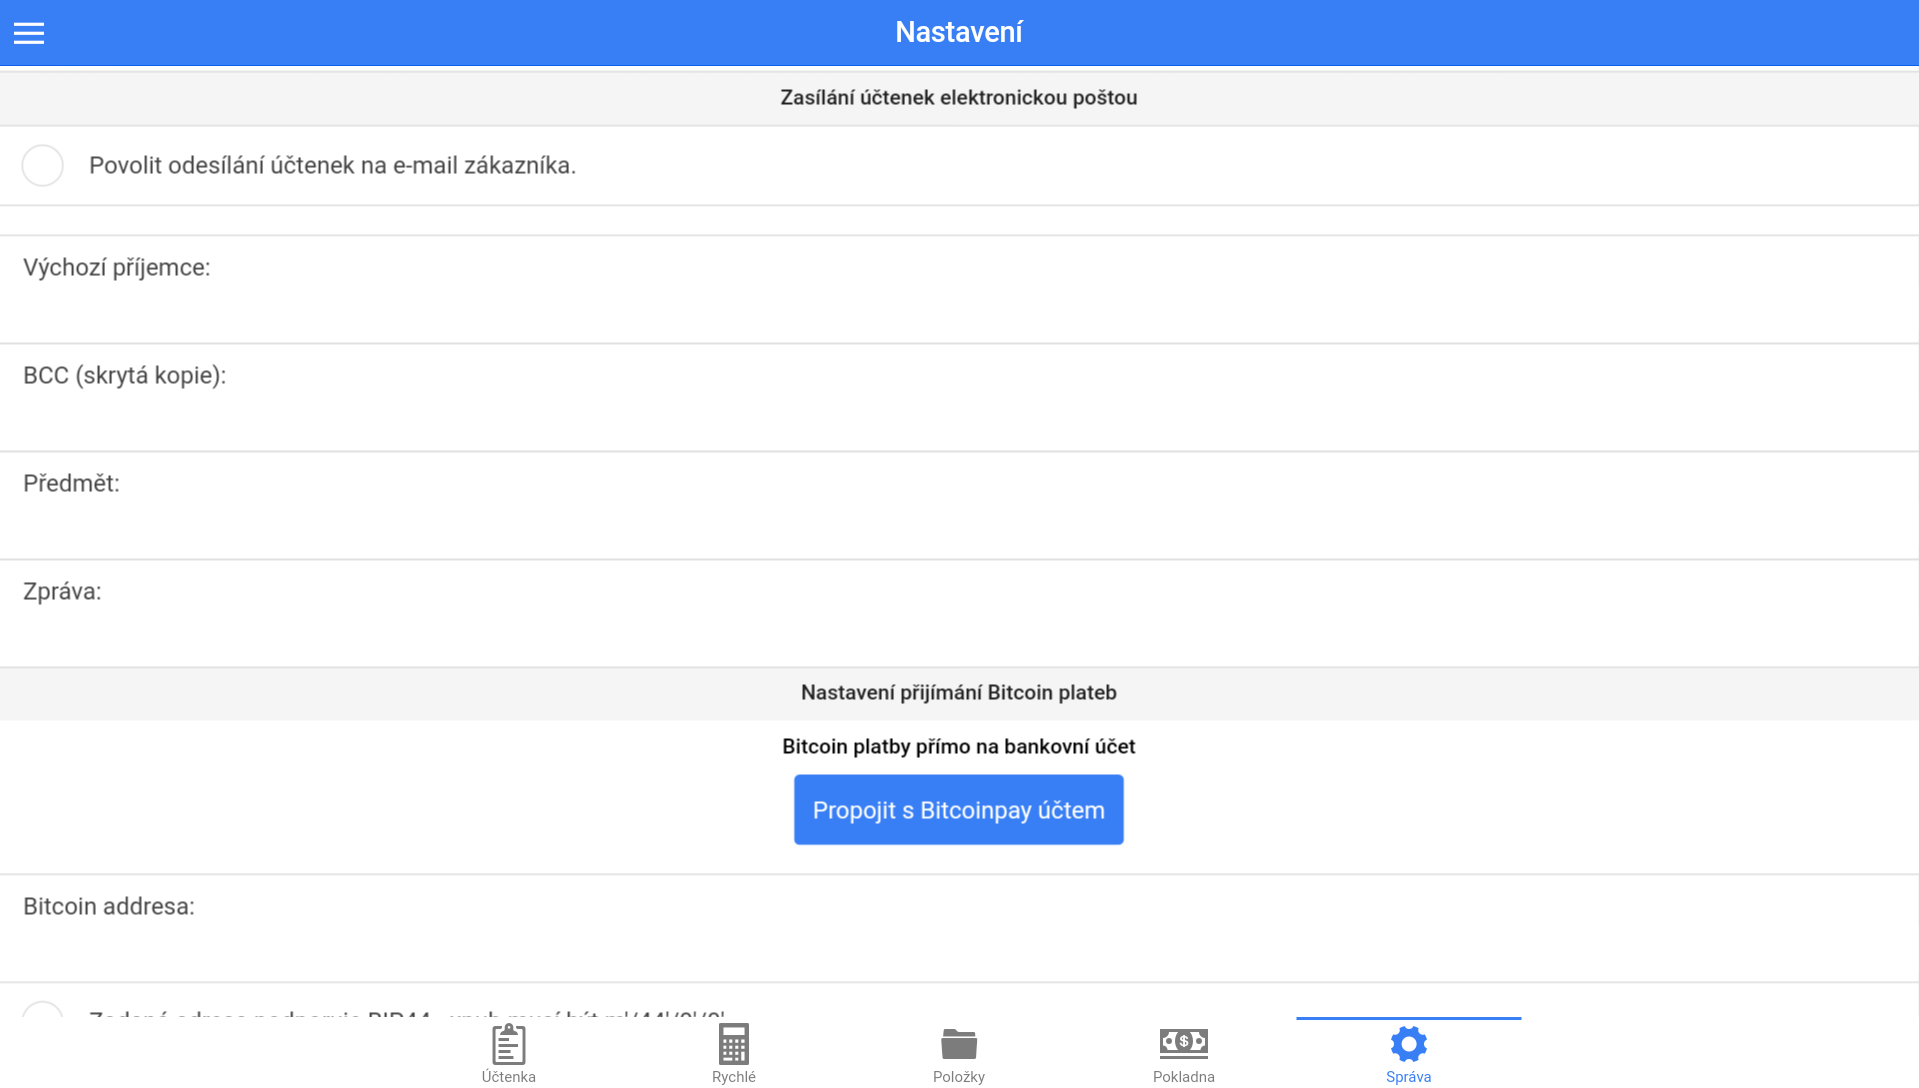 Nastavení
Zasílání účtenek elektronickou poštou
Povolit odesílání účtenek na e-mail zákazníka.
Výchozí příjemce:
BCC (skrytá kopie):
Předmět:
Zpráva:
Nastavení přijímání Bitcoin plateb
Bitcoin platby přímo na bankovní účet
Propojit s Bitcoinpay účtem
Bitcoin addresa:
Účtenka
Rychlé
Položky
Pokladna
Správa